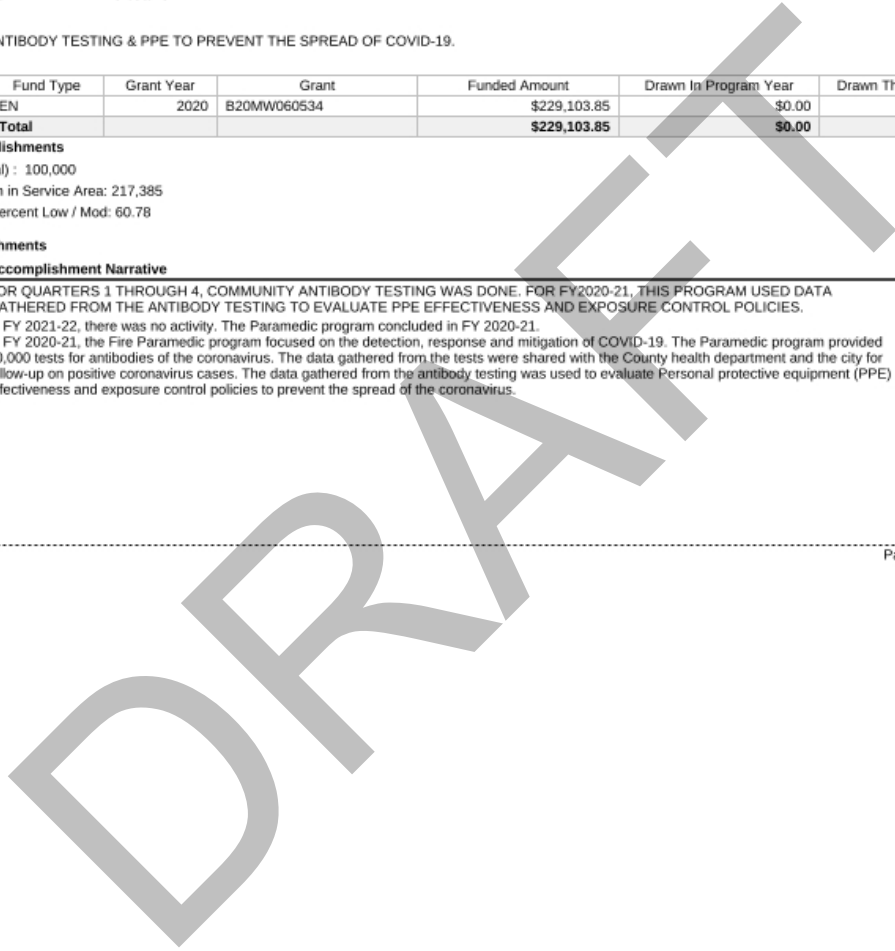 NTIBODY TESTING & PPE TO PREVENT THE SPREAD OF COVID-19.
Fund Type Grant Year Grant Funded Amount Drawn In Program Year Drawn Th
EN 2020 B20MW060534 $229,103.85 $0.00
Total $229,103.85 $0.00
lishments
al) : 100,000
n in Service Area: 217,385
ercent Low / Mod: 60.78
hments
ccomplishment Narrative
OR QUARTERS 1 THROUGH 4, COMMUNITY ANTIBODY TESTING WAS DONE. FOR FY2020-21, THIS PROGRAM USED DATA
ATHERED FROM THE ANTIBODY TESTING TO EVALUATE PPE EFFECTIVENESS AND EXPOSURE CONTROL POLICIES.
FY 2021-22, there was no activity. The Paramedic program concluded in FY 2020-21.
FY 2020-21, the Fire Paramedic program focused on the detection, response and mitigation of COVID-19. The Paramedic program provided
0,000 tests for antibodies of the coronavirus. The data gathered from the tests were shared with the County health department and the city for
llow-up on positive coronavirus cases. The data gathered from the antibody testing was used to evaluate Personal protective equipment (PPE)
ffectiveness and exposure control policies to prevent the spread of the coronavirus.
Pa
DRAFT